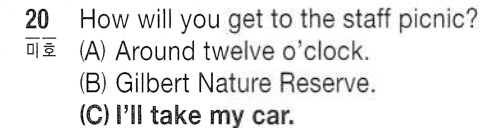 20 How will you get to the staff picnic?
미호 (A) Around twelve o'clock.
(B) Gilbert Nature Reserve.
(C) I'll take my car.